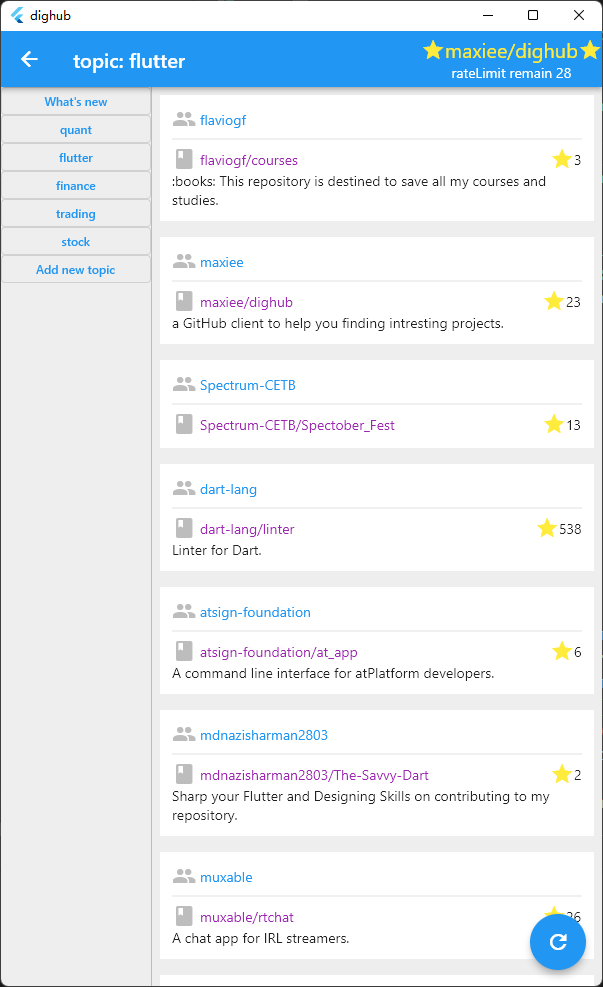 dighub
topic: flutter
maxiee/dighub
rateLimit remain 28
What's new
quant
flutter
finance
trading
stock
Add new topic
flaviogf
flaviogf/courses 3
:books: This repository is destined to save all my courses and
studies.
maxiee
maxiee/dighub 23
a GitHub client to help you finding intresting projects.
Spectrum-CETB
Spectrum-CETB/Spectober_Fest 13
dart-lang
dart-lang/linter 538
Linter for Dart.
atsign-foundation
atsign-foundation/at_app 6
A command line interface for atPlatform developers.
mdnazisharman2803
mdnazisharman2803/The-Savvy-Dart 2
Sharp your Flutter and Designing Skills on contributing to my
repository.
muxable
muxable/rtchat 26
A chat app for IRL streamers.